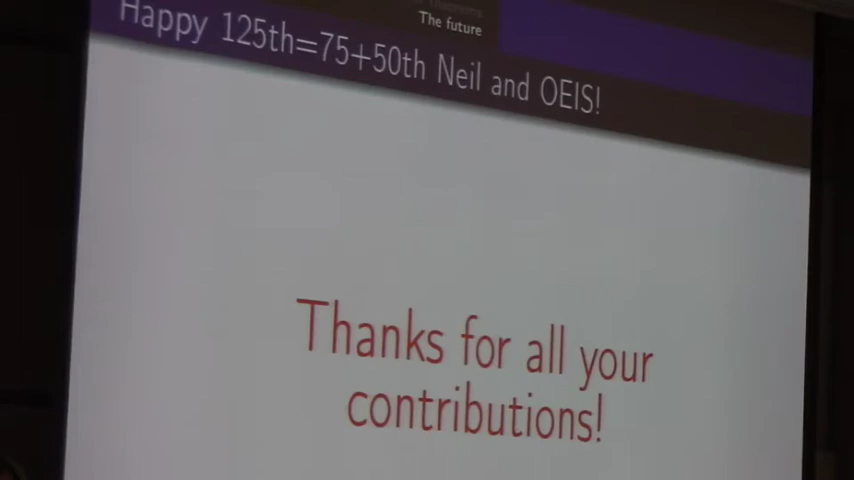 The future
Happy 125th=75+50th Neil and OEIS!
Thanks for all your
contributions!